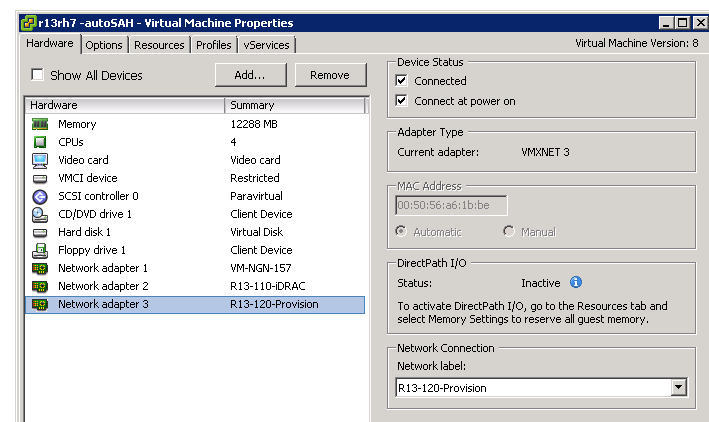 r13rh7 -autoSAH - Virtual Machine Properties
Hardware Options Resources Profiles vServices
Virtual Machine Version: 8
Show All Devices
Add...
Remove
Hardware Summary
Memory 12288 MB
CPUs 4
Video card Video card
VMCI device Restricted
SCSI controller 0 Paravirtual
CD/DVD drive 1 Client Device
Hard disk 1 Virtual Disk
Floppy drive 1 Client Device
Network adapter 1 VM-NGN-157
Network adapter 2 R13-110-iDRAC
Network adapter 3 R13-120-Provision
Device Status
Connected
Connect at power on
Adapter Type
Current adapter: VMXNET 3
MAC Address
00:50:56:a6:1b:be
Automatic Manual
DirectPath I/O
Status: Inactive
To activate DirectPath I/O, go to the Resources tab and
select Memory Settings to reserve all guest memory.
Network Connection
Network label:
R13-120-Provision